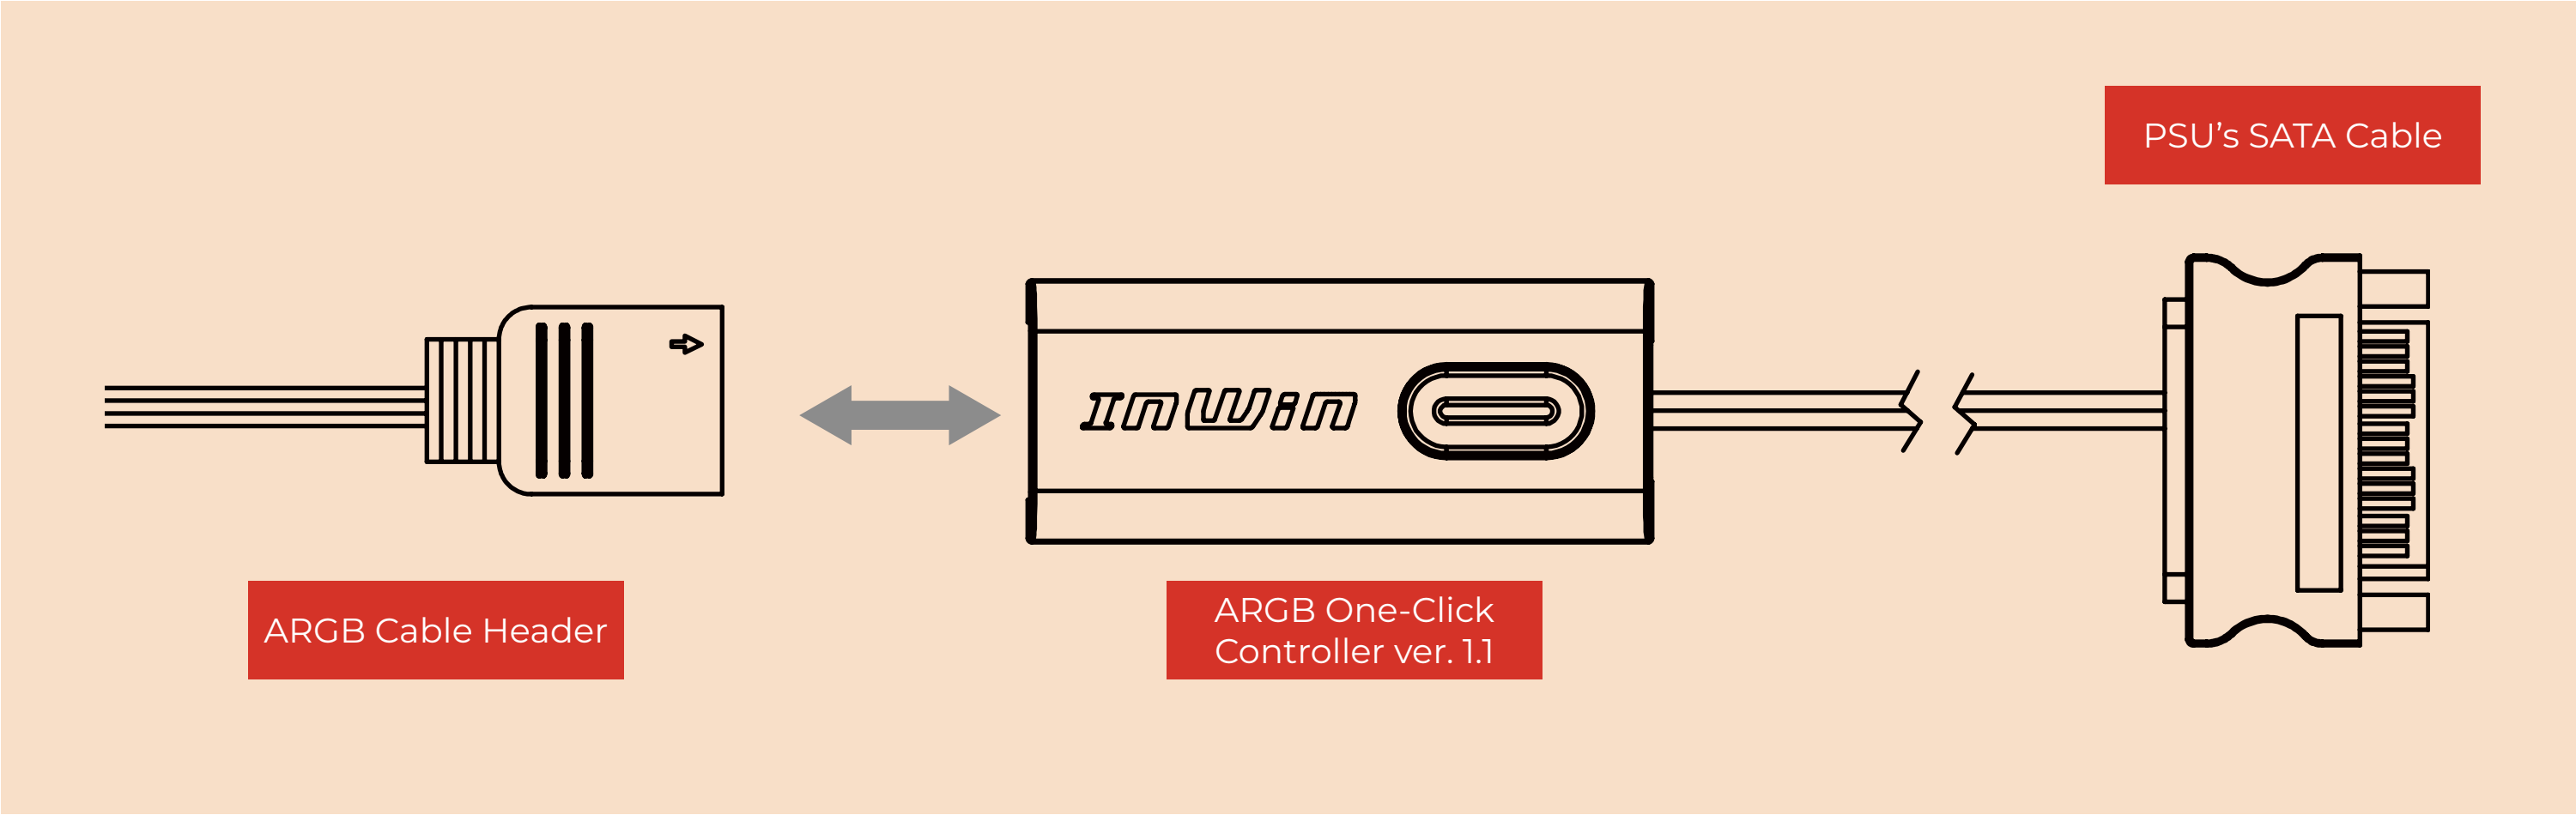 PSU’s SATA Cable
InWin
ARGB Cable Header
ARGB One-Click
Controller ver. 1.1